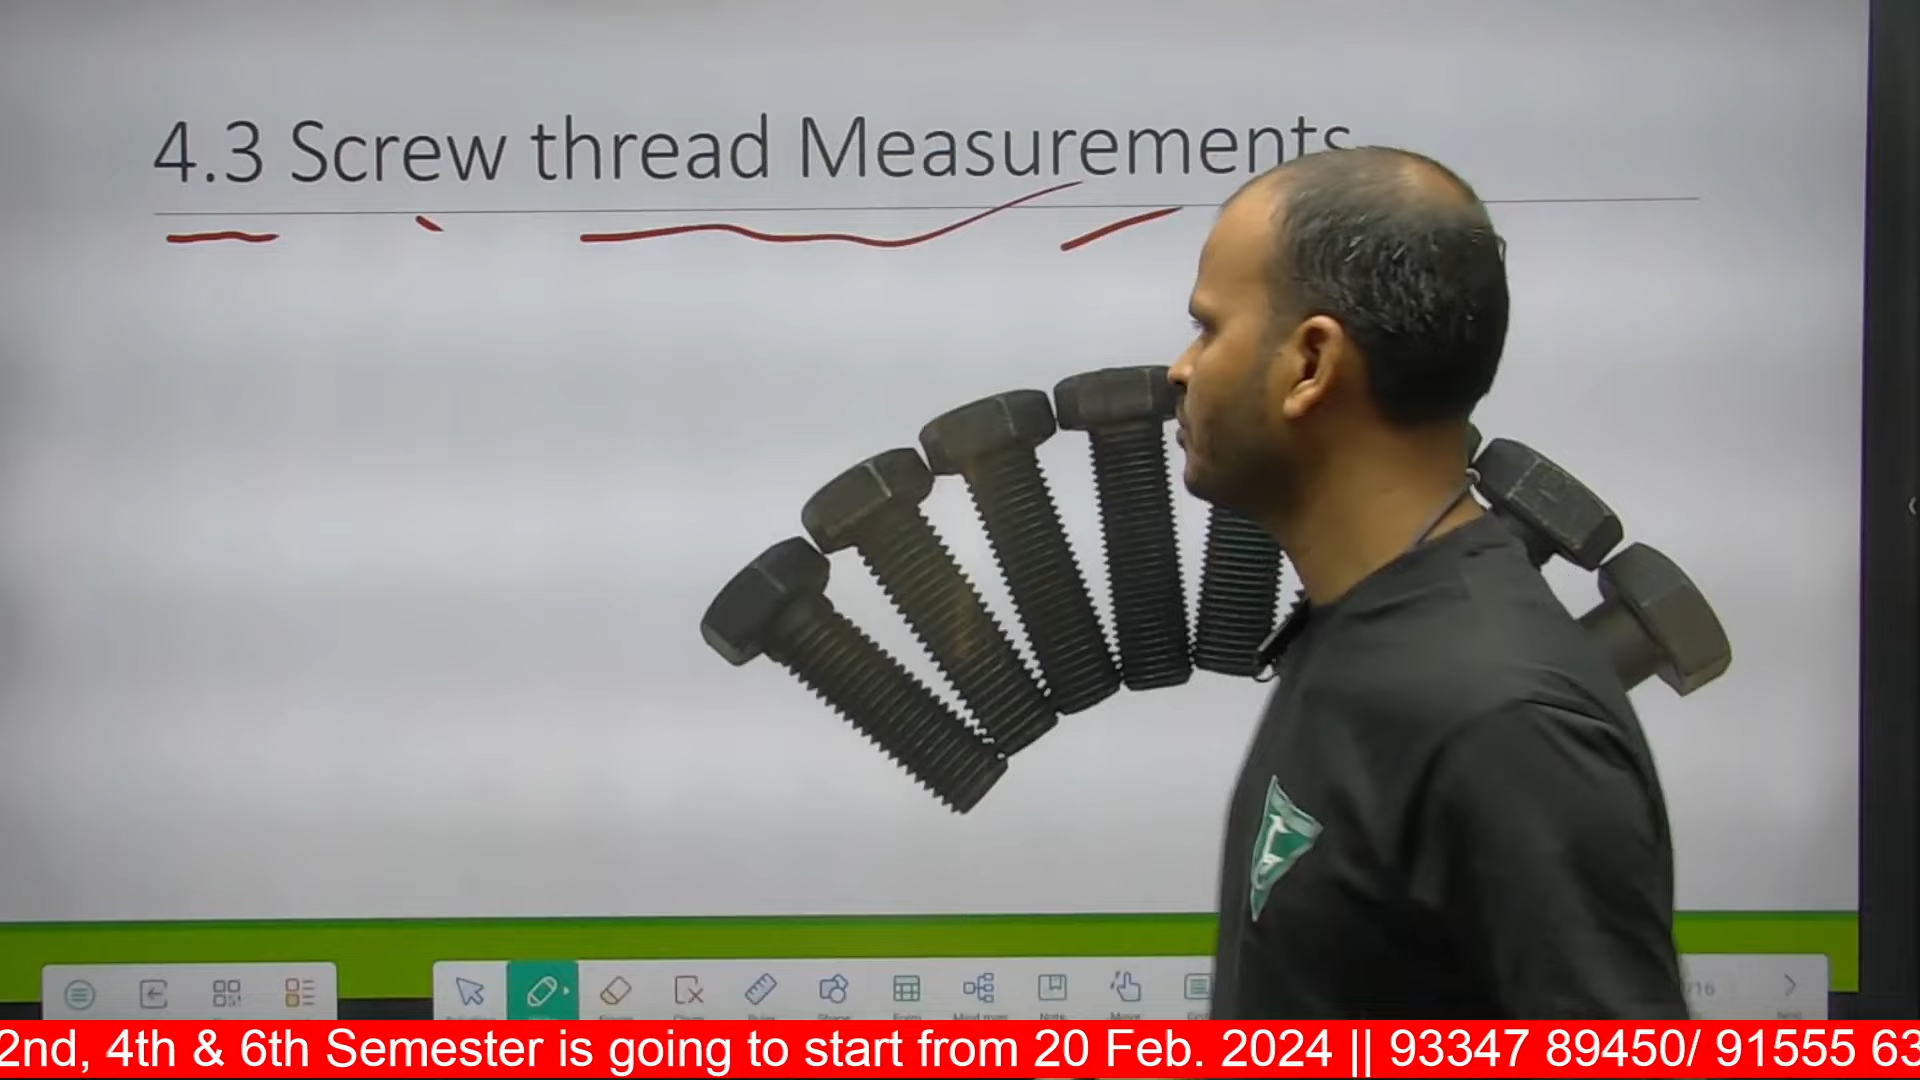 4.3 Screw thread Measurements
/16
2nd, 4th & 6th Semester is going to start from 20 Feb. 2024 || 93347 89450/ 91555 63